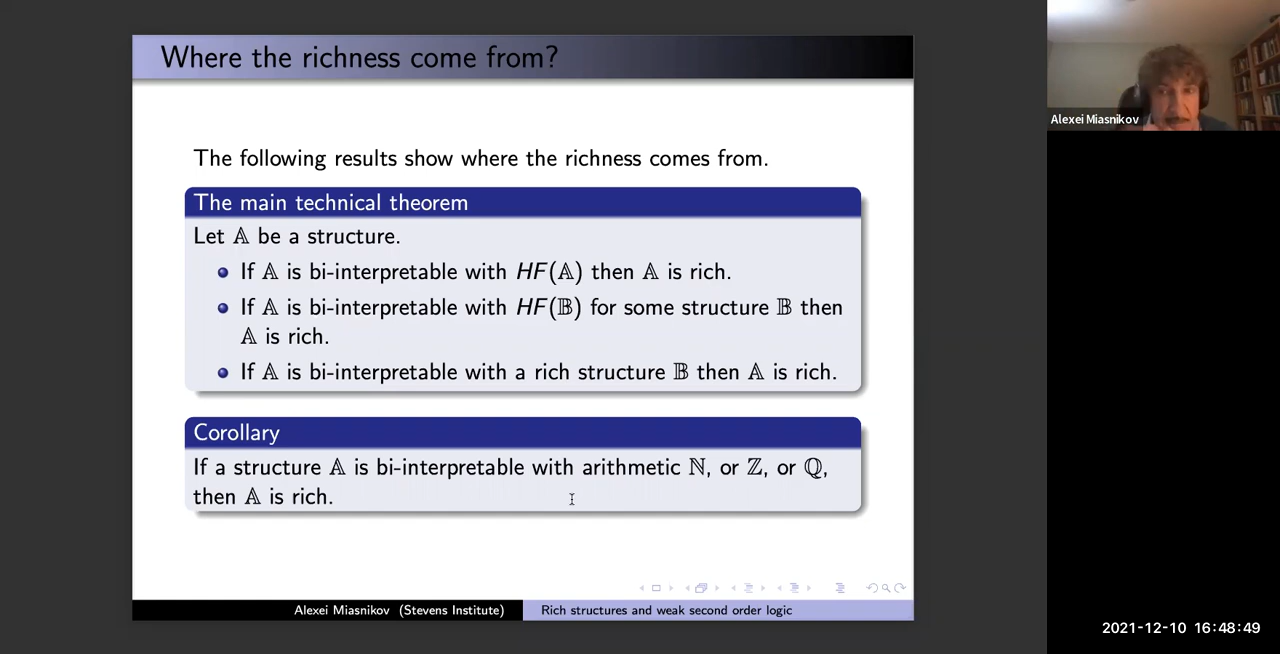 Where the richness come from?
Alexei Miasnikov
The following results show where the richness comes from.
The main technical theorem
Let 𝔸 be a structure.
If 𝔸 is bi-interpretable with HF(𝔸) then 𝔸 is rich.
If 𝔸 is bi-interpretable with HF(𝔹) for some structure 𝔹 then
𝔸 is rich.
If 𝔸 is bi-interpretable with a rich structure 𝔹 then 𝔸 is rich.
Corollary
If a structure 𝔸 is bi-interpretable with arithmetic ℕ, or ℤ, or ℚ,
then 𝔸 is rich.
Alexei Miasnikov (Stevens Institute)
Rich structures and weak second order logic
2021-12-10 16:48:49